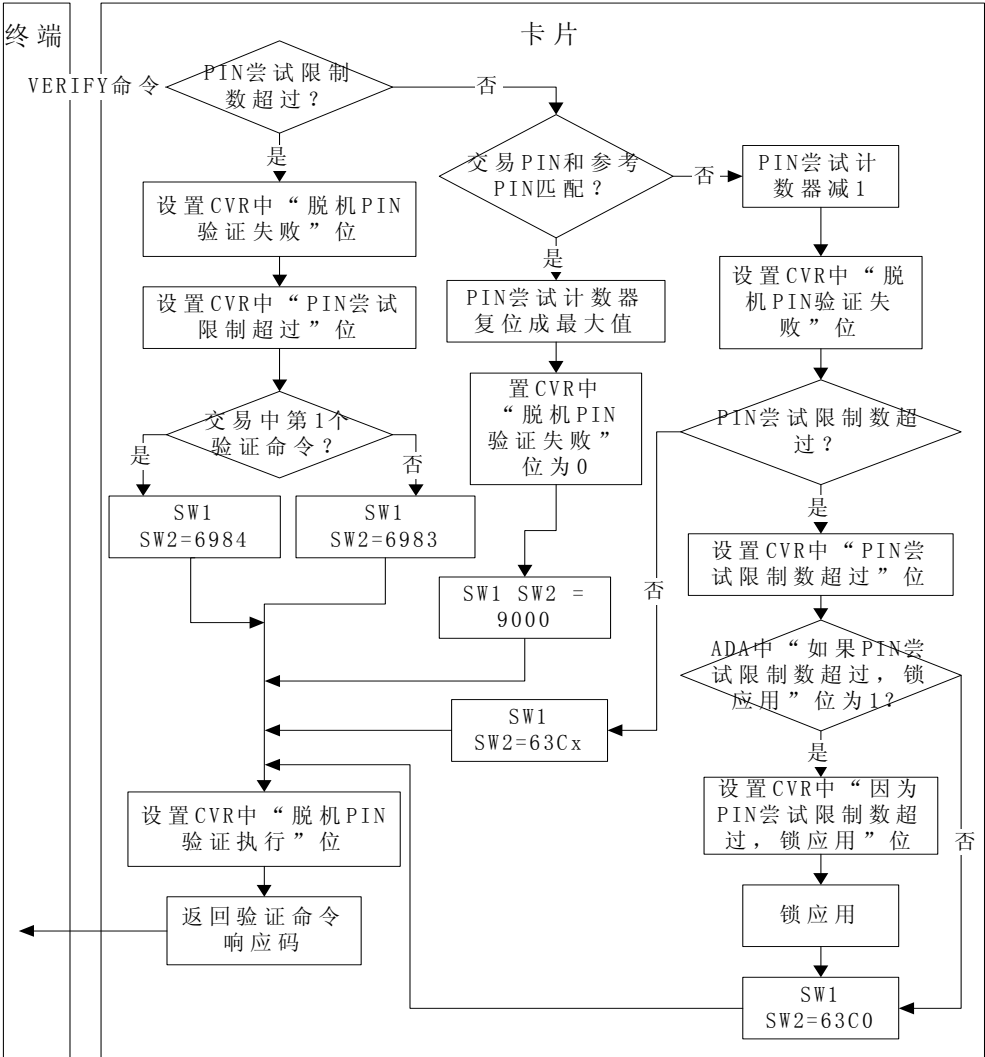 终端
卡片
VERIFY命令
PIN尝试限制
数超过？
否
是
交易PIN和参考
PIN匹配？
否
PIN尝试计
数器减1
设置CVR中“脱机PIN
验证失败”位
是
设置CVR中“脱
机PIN验证失
败”位
设置CVR中“PIN尝试
限制超过”位
PIN尝试计数器
复位成最大值
交易中第1个
验证命令？
是
否
置CVR中
“脱机PIN
验证失败”
位为0
PIN尝试限制数超
过？
SW1
SW2=6984
SW1
SW2=6983
是
设置CVR中“PIN尝
试限制数超过”位
SW1 SW2 =
9000
否
ADA中“如果PIN尝
试限制数超过，锁
应用”位为1？
SW1
SW2=63Cx
是
设置CVR中“因为
PIN尝试限制数超
过，锁应用”位
否
设置CVR中“脱机PIN
验证执行”位
返回验证命令
响应码
锁应用
SW1
SW2=63C0